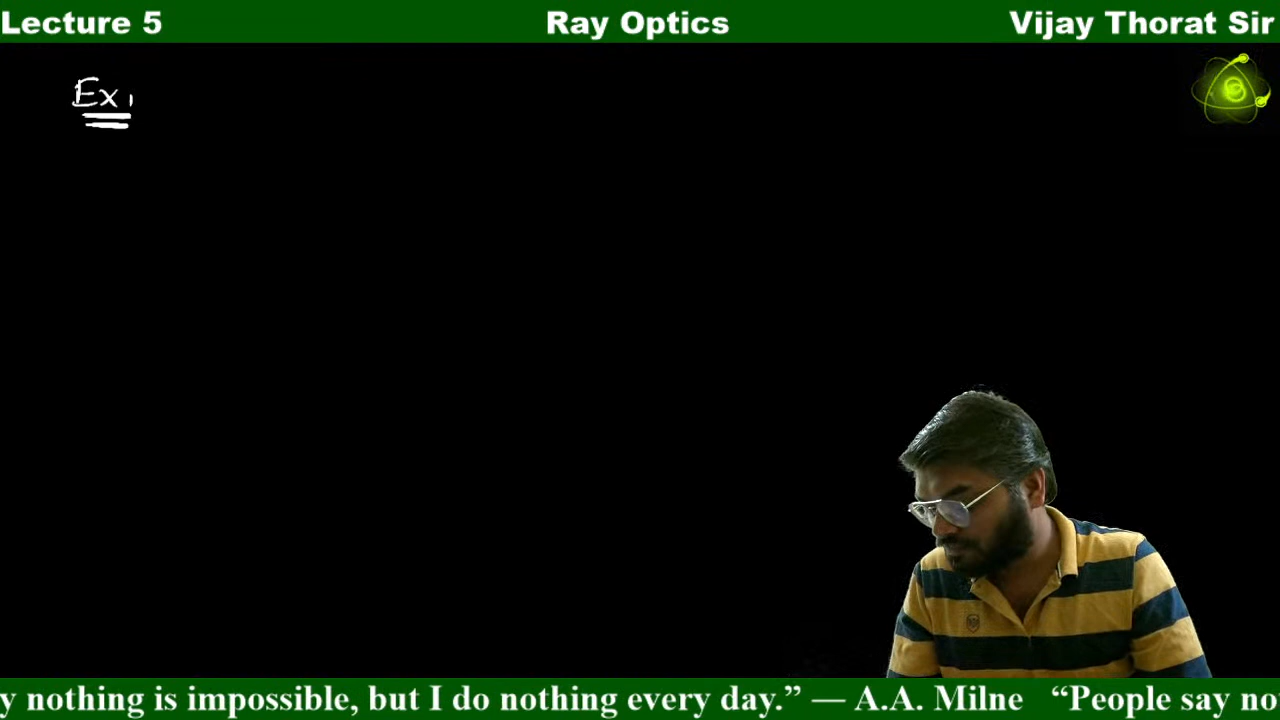 Lecture 5 Ray Optics Vijay Thorat Sir
Ex
y nothing is impossible, but I do nothing every day.” — A.A. Milne “People say no